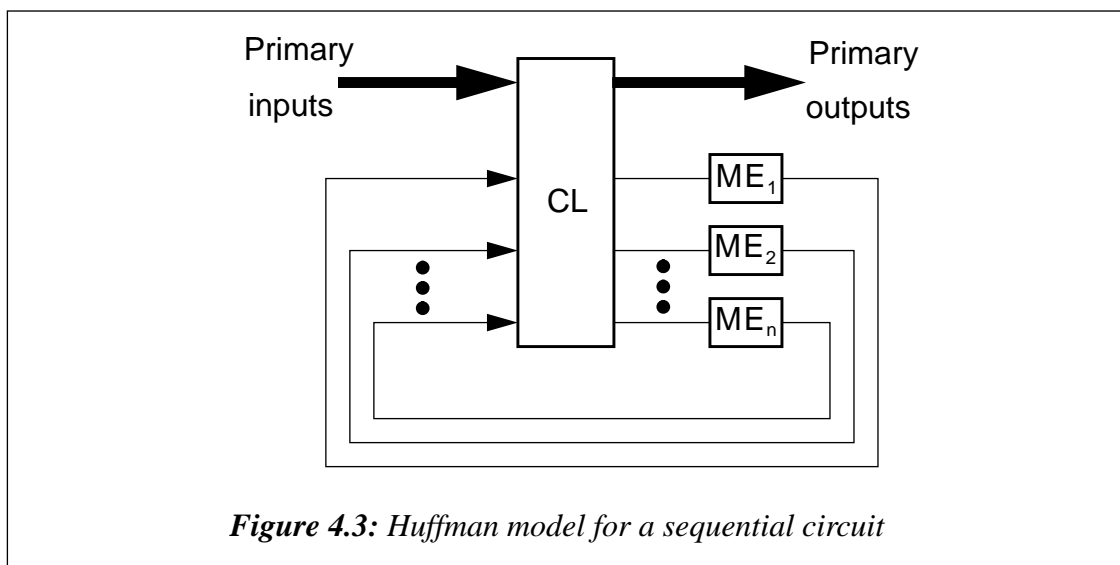 Primary
inputs
Primary
outputs
CL
ME1
ME2
MEn
Figure 4.3: Huffman model for a sequential circuit